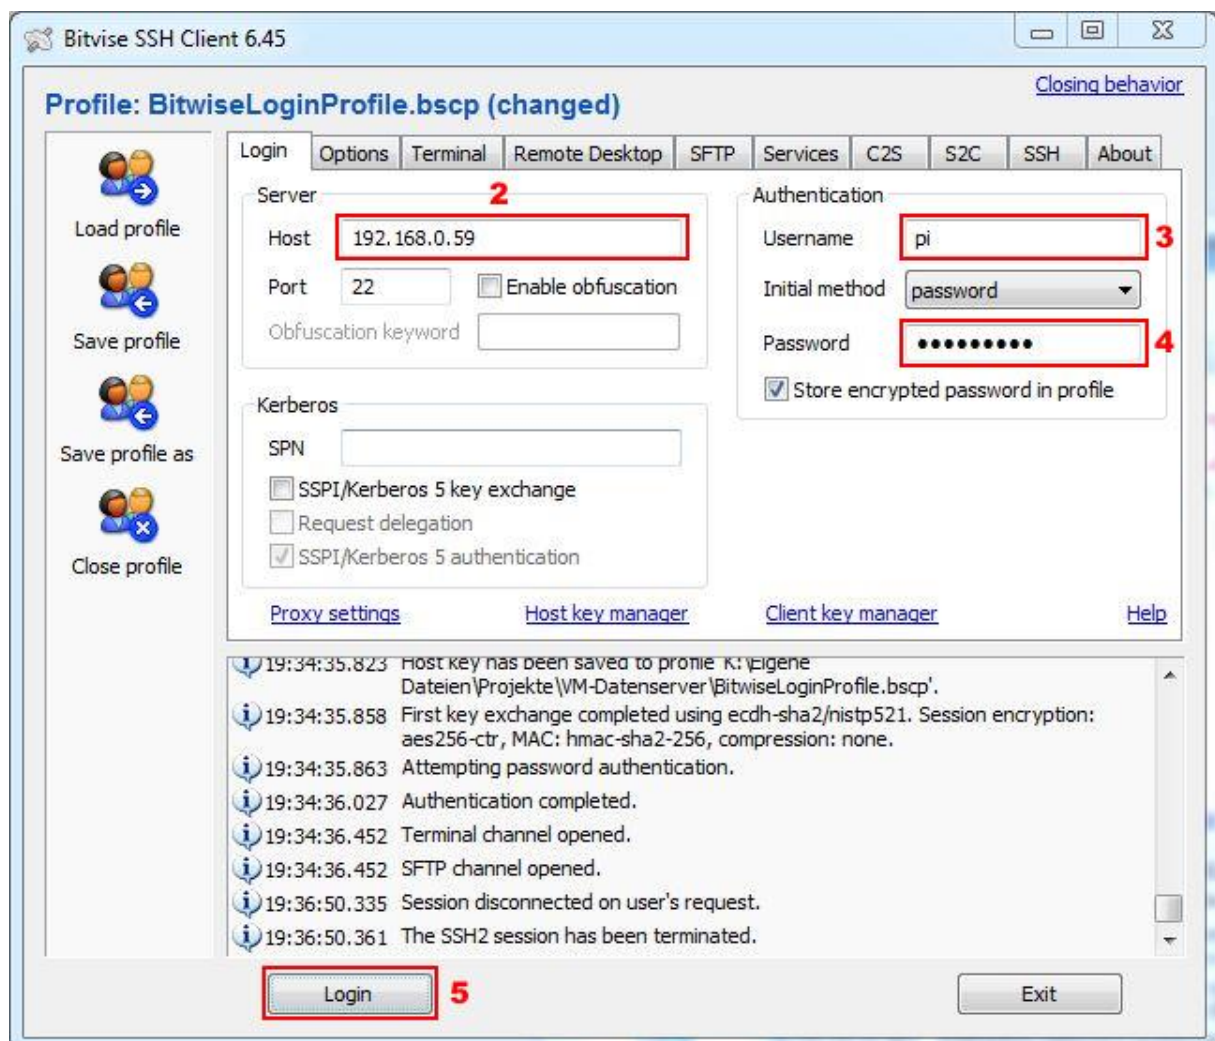 Bitvise SSH Client 6.45
Closing behavior
Profile: BitwiseLoginProfile.bscp (changed)
Load profile
Save profile
Save profile as
Close profile
Login Options Terminal Remote Desktop SFTP Services C2S S2C SSH About
Server 2
Host 192.168.0.59
Port 22 Enable obfuscation
Obfuscation keyword
Kerberos
SPN
SSPI/Kerberos 5 key exchange
Request delegation
SSPI/Kerberos 5 authentication
Authentication
Username pi 3
Initial method password
Password ••••••••• 4
Store encrypted password in profile
Proxy settings Host key manager Client key manager Help
19:34:35.823 Host key has been saved to profile 'K:\Eigene
Dateien\Projekte\VM-Datenserver\BitwiseLoginProfile.bscp'.
19:34:35.858 First key exchange completed using ecdh-sha2/nistp521. Session encryption:
aes256-ctr, MAC: hmac-sha2-256, compression: none.
19:34:35.863 Attempting password authentication.
19:34:36.027 Authentication completed.
19:34:36.452 Terminal channel opened.
19:34:36.452 SFTP channel opened.
19:36:50.335 Session disconnected on user's request.
19:36:50.361 The SSH2 session has been terminated.
Login 5 Exit